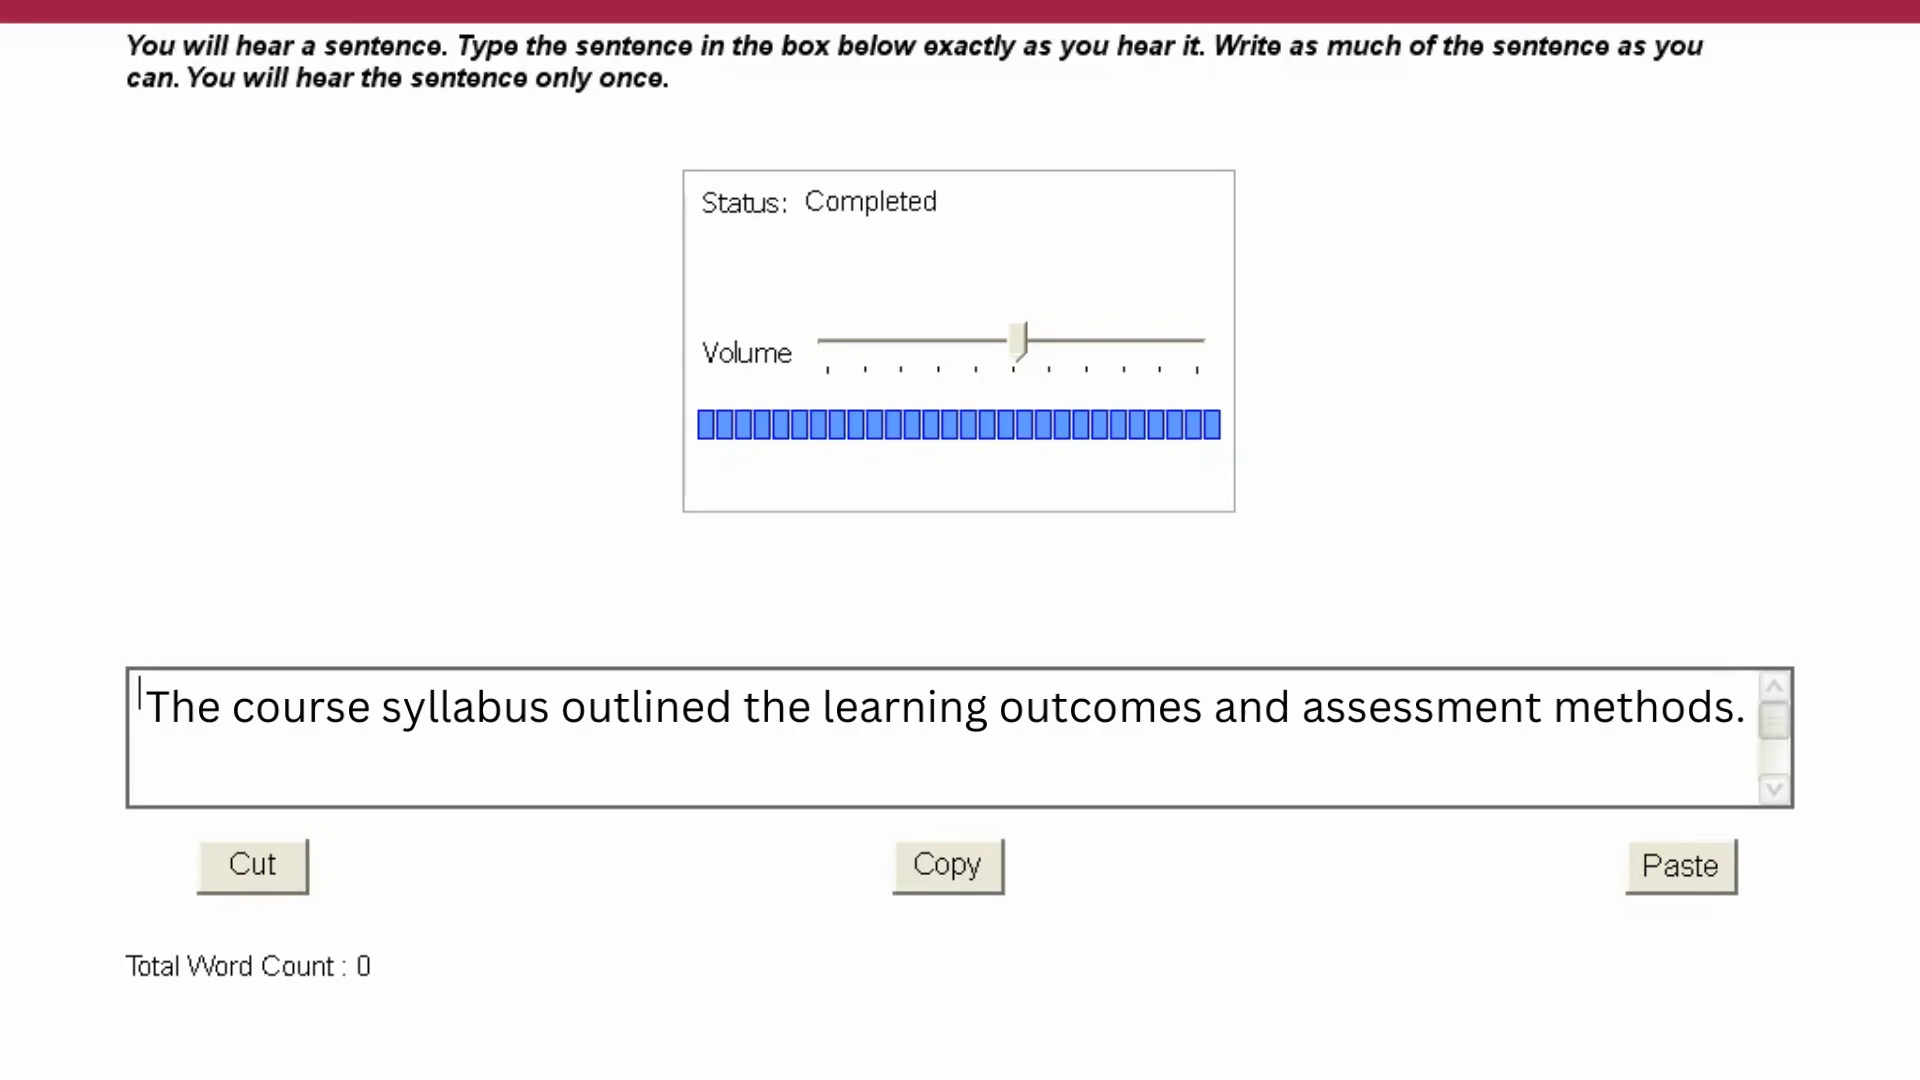 You will hear a sentence. Type the sentence in the box below exactly as you hear it. Write as much of the sentence as you
can. You will hear the sentence only once.
Status: Completed
Volume
The course syllabus outlined the learning outcomes and assessment methods.
Cut
Copy
Paste
Total Word Count : 0